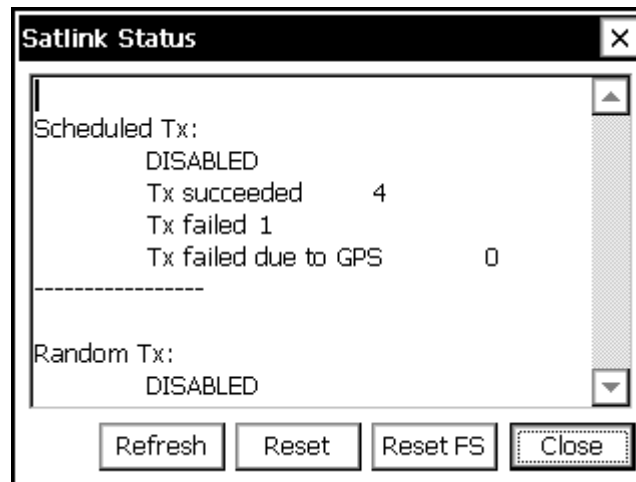 Satlink Status
Scheduled Tx:
DISABLED
Tx succeeded 4
Tx failed 1
Tx failed due to GPS 0
-----------------
Random Tx:
DISABLED
Refresh Reset Reset FS Close